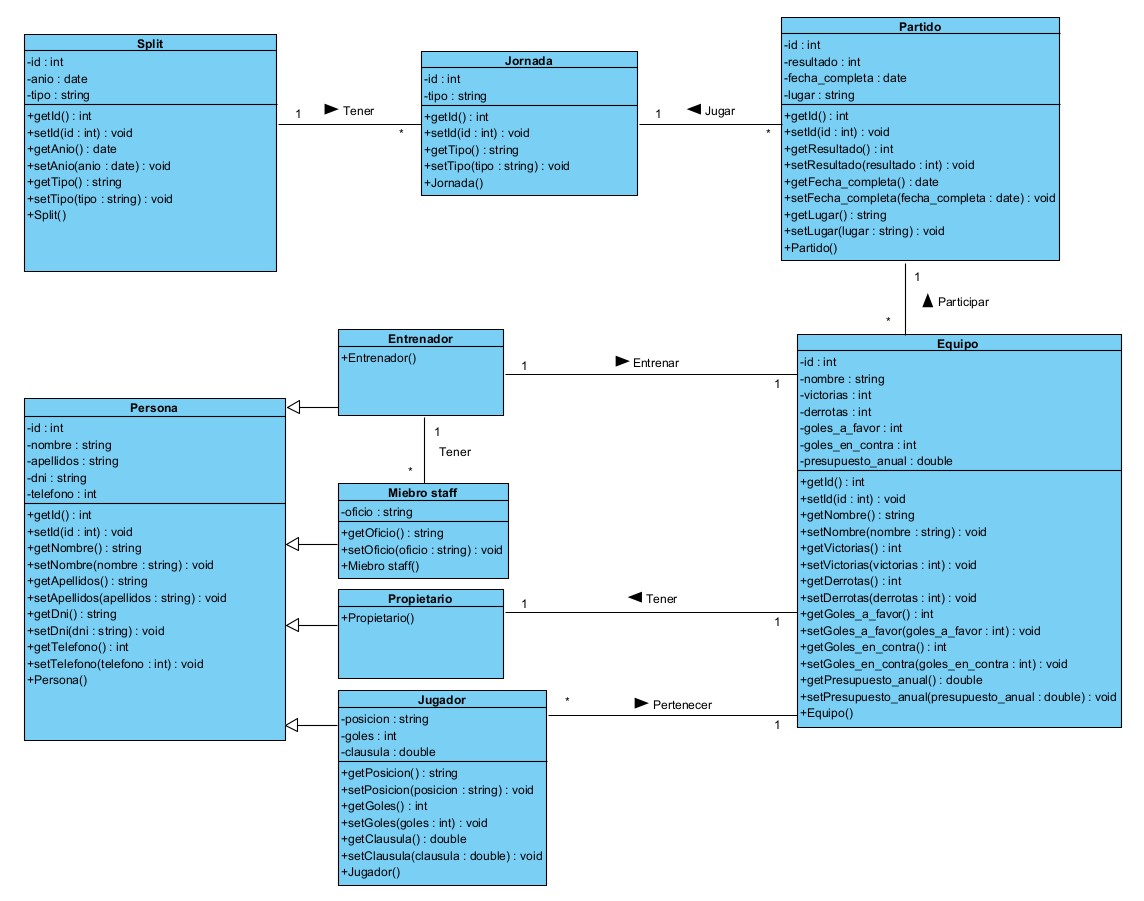 Split
-id : int
-anio : date
-tipo : string
+getId() : int
+setId(id : int) : void
+getAnio() : date
+setAnio(anio : date) : void
+getTipo() : string
+setTipo(tipo : string) : void
+Split()
1
Tener
*
Jornada
-id : int
-tipo : string
+getId() : int
+setId(id : int) : void
+getTipo() : string
+setTipo(tipo : string) : void
+Jornada()
1
Jugar
*
Partido
-id : int
-resultado : int
-fecha_completa : date
-lugar : string
+getId() : int
+setId(id : int) : void
+getResultado() : int
+setResultado(resultado : int) : void
+getFecha_completa() : date
+setFecha_completa(fecha_completa : date) : void
+getLugar() : string
+setLugar(lugar : string) : void
+Partido()
1
Participar
*
Entrenador
+Entrenador()
1
Entrenar
1
Equipo
-id : int
-nombre : string
-victorias : int
-derrotas : int
-goles_a_favor : int
-goles_en_contra : int
-presupuesto_anual : double
+getId() : int
+setId(id : int) : void
+getNombre() : string
+setNombre(nombre : string) : void
+getVictorias() : int
+setVictorias(victorias : int) : void
+getDerrotas() : int
+setDerrotas(derrotas : int) : void
+getGoles_a_favor() : int
+setGoles_a_favor(goles_a_favor : int) : void
+getGoles_en_contra() : int
+setGoles_en_contra(goles_en_contra : int) : void
+getPresupuesto_anual() : double
+setPresupuesto_anual(presupuesto_anual : double) : void
+Equipo()
Persona
-id : int
-nombre : string
-apellidos : string
-dni : string
-telefono : int
+getId() : int
+setId(id : int) : void
+getNombre() : string
+setNombre(nombre : string) : void
+getApellidos() : string
+setApellidos(apellidos : string) : void
+getDni() : string
+setDni(dni : string) : void
+getTelefono() : int
+setTelefono(telefono : int) : void
+Persona()
1
Tener
*
Miebro staff
-oficio : string
+getOficio() : string
+setOficio(oficio : string) : void
+Miebro staff()
Propietario
+Propietario()
1
Tener
1
Jugador
-posicion : string
-goles : int
-clausula : double
+getPosicion() : string
+setPosicion(posicion : string) : void
+getGoles() : int
+setGoles(goles : int) : void
+getClausula() : double
+setClausula(clausula : double) : void
+Jugador()
*
Pertenecer
1